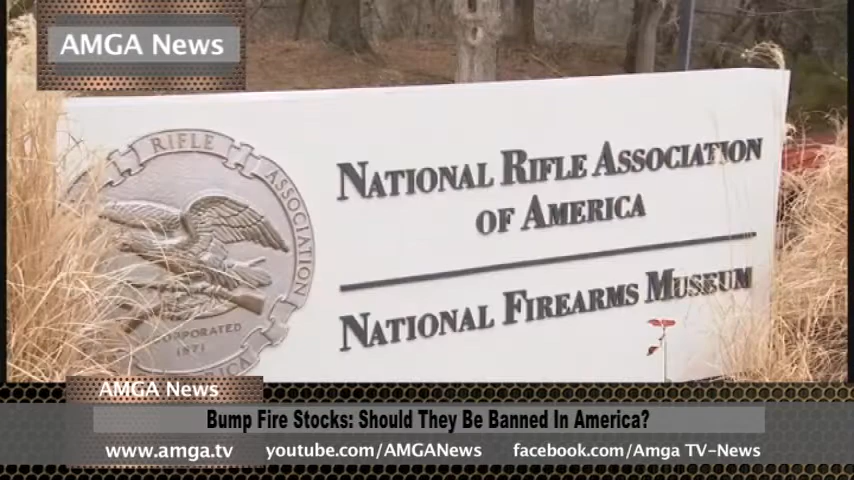 AMGA News
RIFLE ASSOCIATION
NATIONAL RIFLE ASSOCIATION
OF AMERICA
NATIONAL FIREARMS MUSEUM
1871
AMGA News
Bump Fire Stocks: Should They Be Banned In America?
www.amga.tv youtube.com/AMGANews facebook.com/Amga TV-News